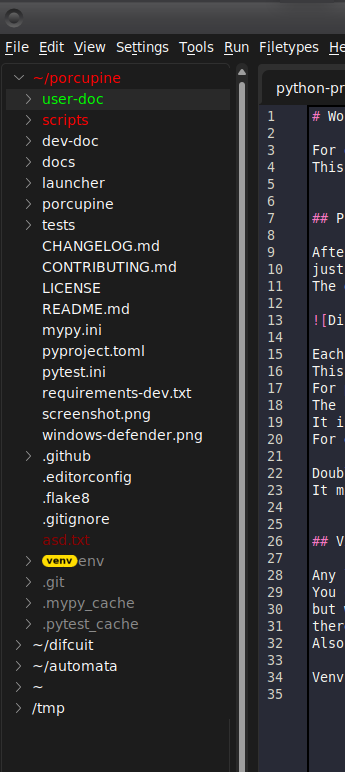 File Edit View Settings Tools Run Filetypes He
~/porcupine
user-doc
scripts
dev-doc
docs
launcher
porcupine
tests
CHANGELOG.md
CONTRIBUTING.md
LICENSE
README.md
mypy.ini
pyproject.toml
pytest.ini
requirements-dev.txt
screenshot.png
windows-defender.png
.github
.editorconfig
.flake8
.gitignore
asd.txt
venv env
.git
.mypy_cache
.pytest_cache
~/difcuit
~/automata
~
/tmp
python-pr
1 # Wo
2
3 For
4 This
5
6
7 ## P
8
9 Afte
10 just
11 The
12
13 ![Di
14
15 Each
16 This
17 For
18 The
19 It i
20 For
21
22 Doub
23 It m
24
25
26 ## V
27
28 Any
29 You
30 but
31 ther
32 Also
33
34 Venv
35